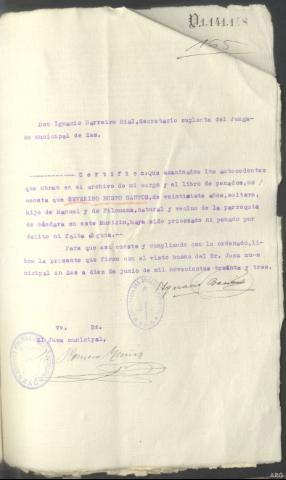 165
Don Ignacio Barreiro Rial,Secretario suplente del Juzga-
do municipal de Zas.
Certifico:Que examinados los antecedentes
que obran en el archivo de mi cargo y el libro de penados,no /
consta que SEVERINO SANTOS,de veintisiete años,soltero,
hijo de Manuel y de Filomena,natural y vecino de la parroquia
de en este municipio,haya sido procesado ni penado por
delito ni falta alguna.--
Para que así conste y cumpliendo con lo ordenado,li-
bro la presente que firmo con el visto bueno del Sr. Juez mu-
nicipal en Zas a diez de junio de mil novecientos treinta y tres.
Ignacio Barreiro
Vº. Bº.
El Juez municipal,
ARG